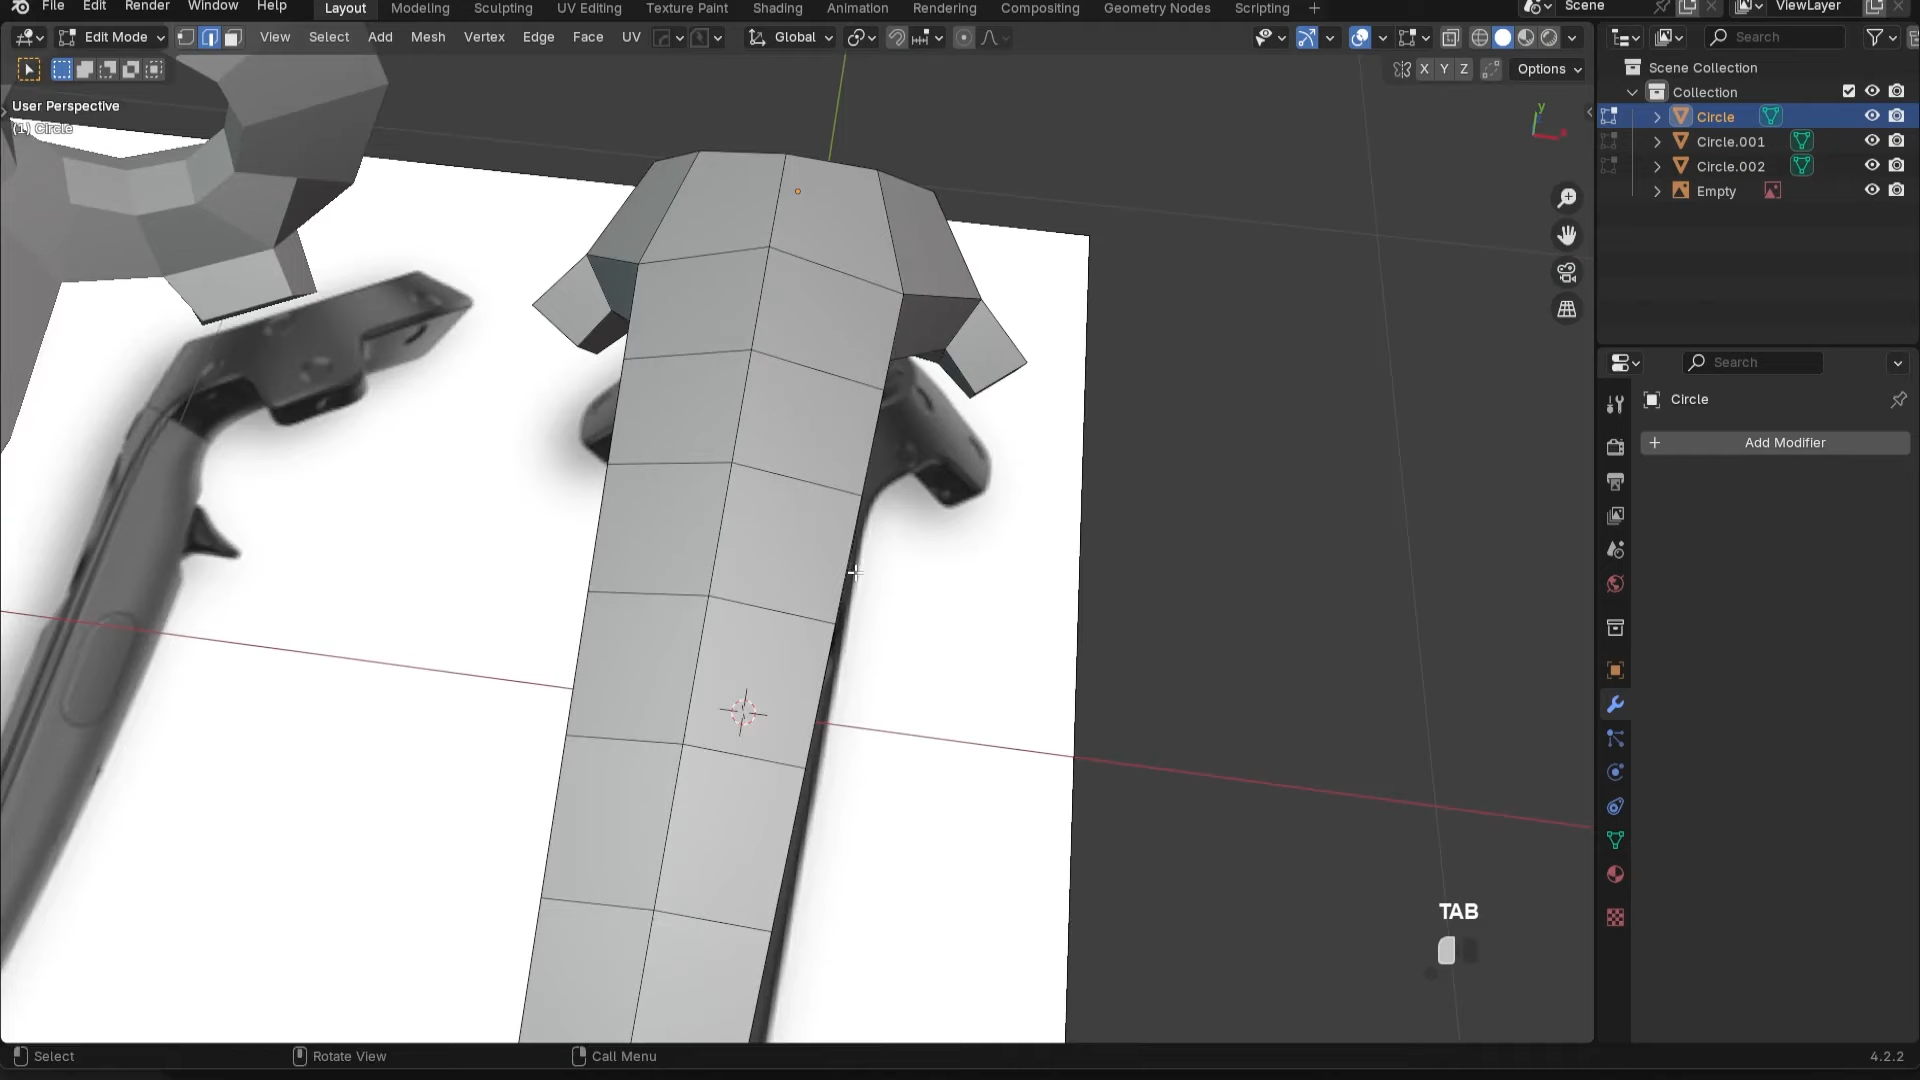 File Edit Render Window Help Layout Modeling Sculpting UV Editing Texture Paint Shading Animation Rendering Compositing Geometry Nodes Scripting + Scene ViewLayer
Edit Mode View Select Add Mesh Vertex Edge Face UV Global Search
X Y Z Options
User Perspective
(1) Circle
Scene Collection
Collection
Circle
Circle.001
Circle.002
Empty
Search
Circle
+ Add Modifier
TAB
Select Rotate View Call Menu 4.2.2